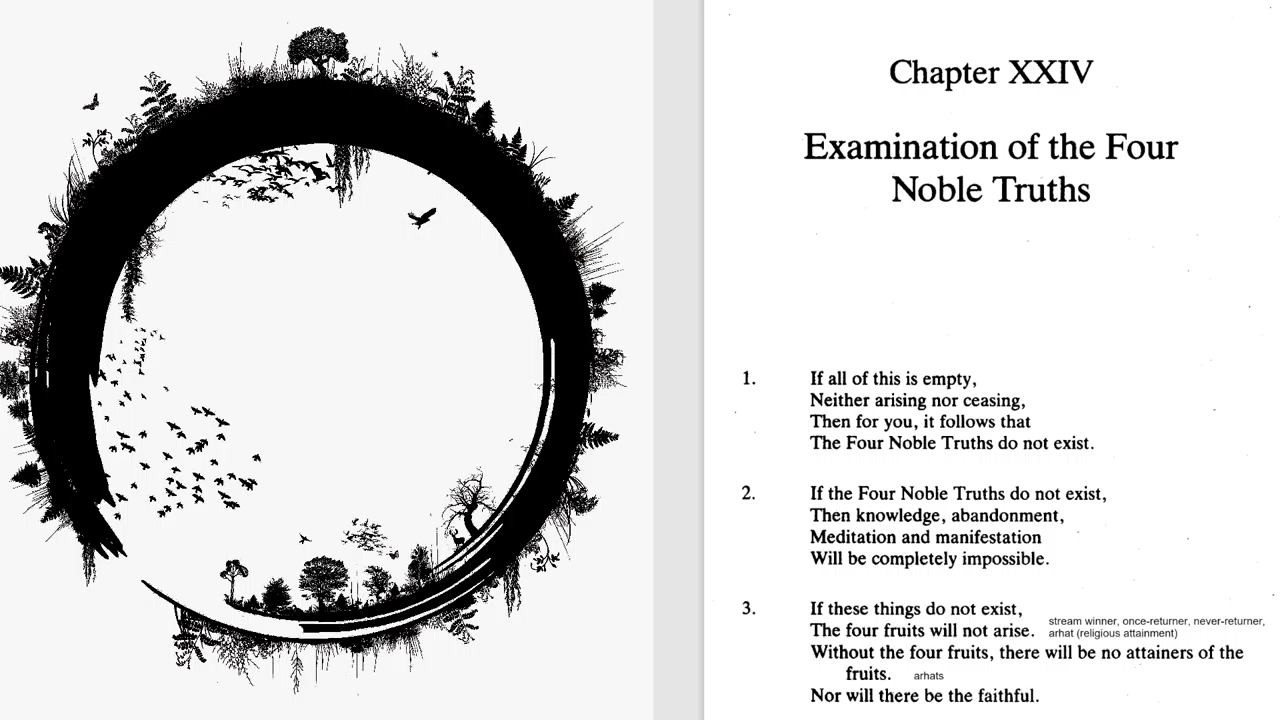 Chapter XXIV
Examination of the Four
Noble Truths
1. If all of this is empty,
Neither arising nor ceasing,
Then for you, it follows that
The Four Noble Truths do not exist.
2. If the Four Noble Truths do not exist,
Then knowledge, abandonment,
Meditation and manifestation
Will be completely impossible.
3. If these things do not exist,
The four fruits will not arise. stream winner, once-returner, never-returner,
arhat (religious attainment)
Without the four fruits, there will be no attainers of the
fruits. arhats
Nor will there be the faithful.